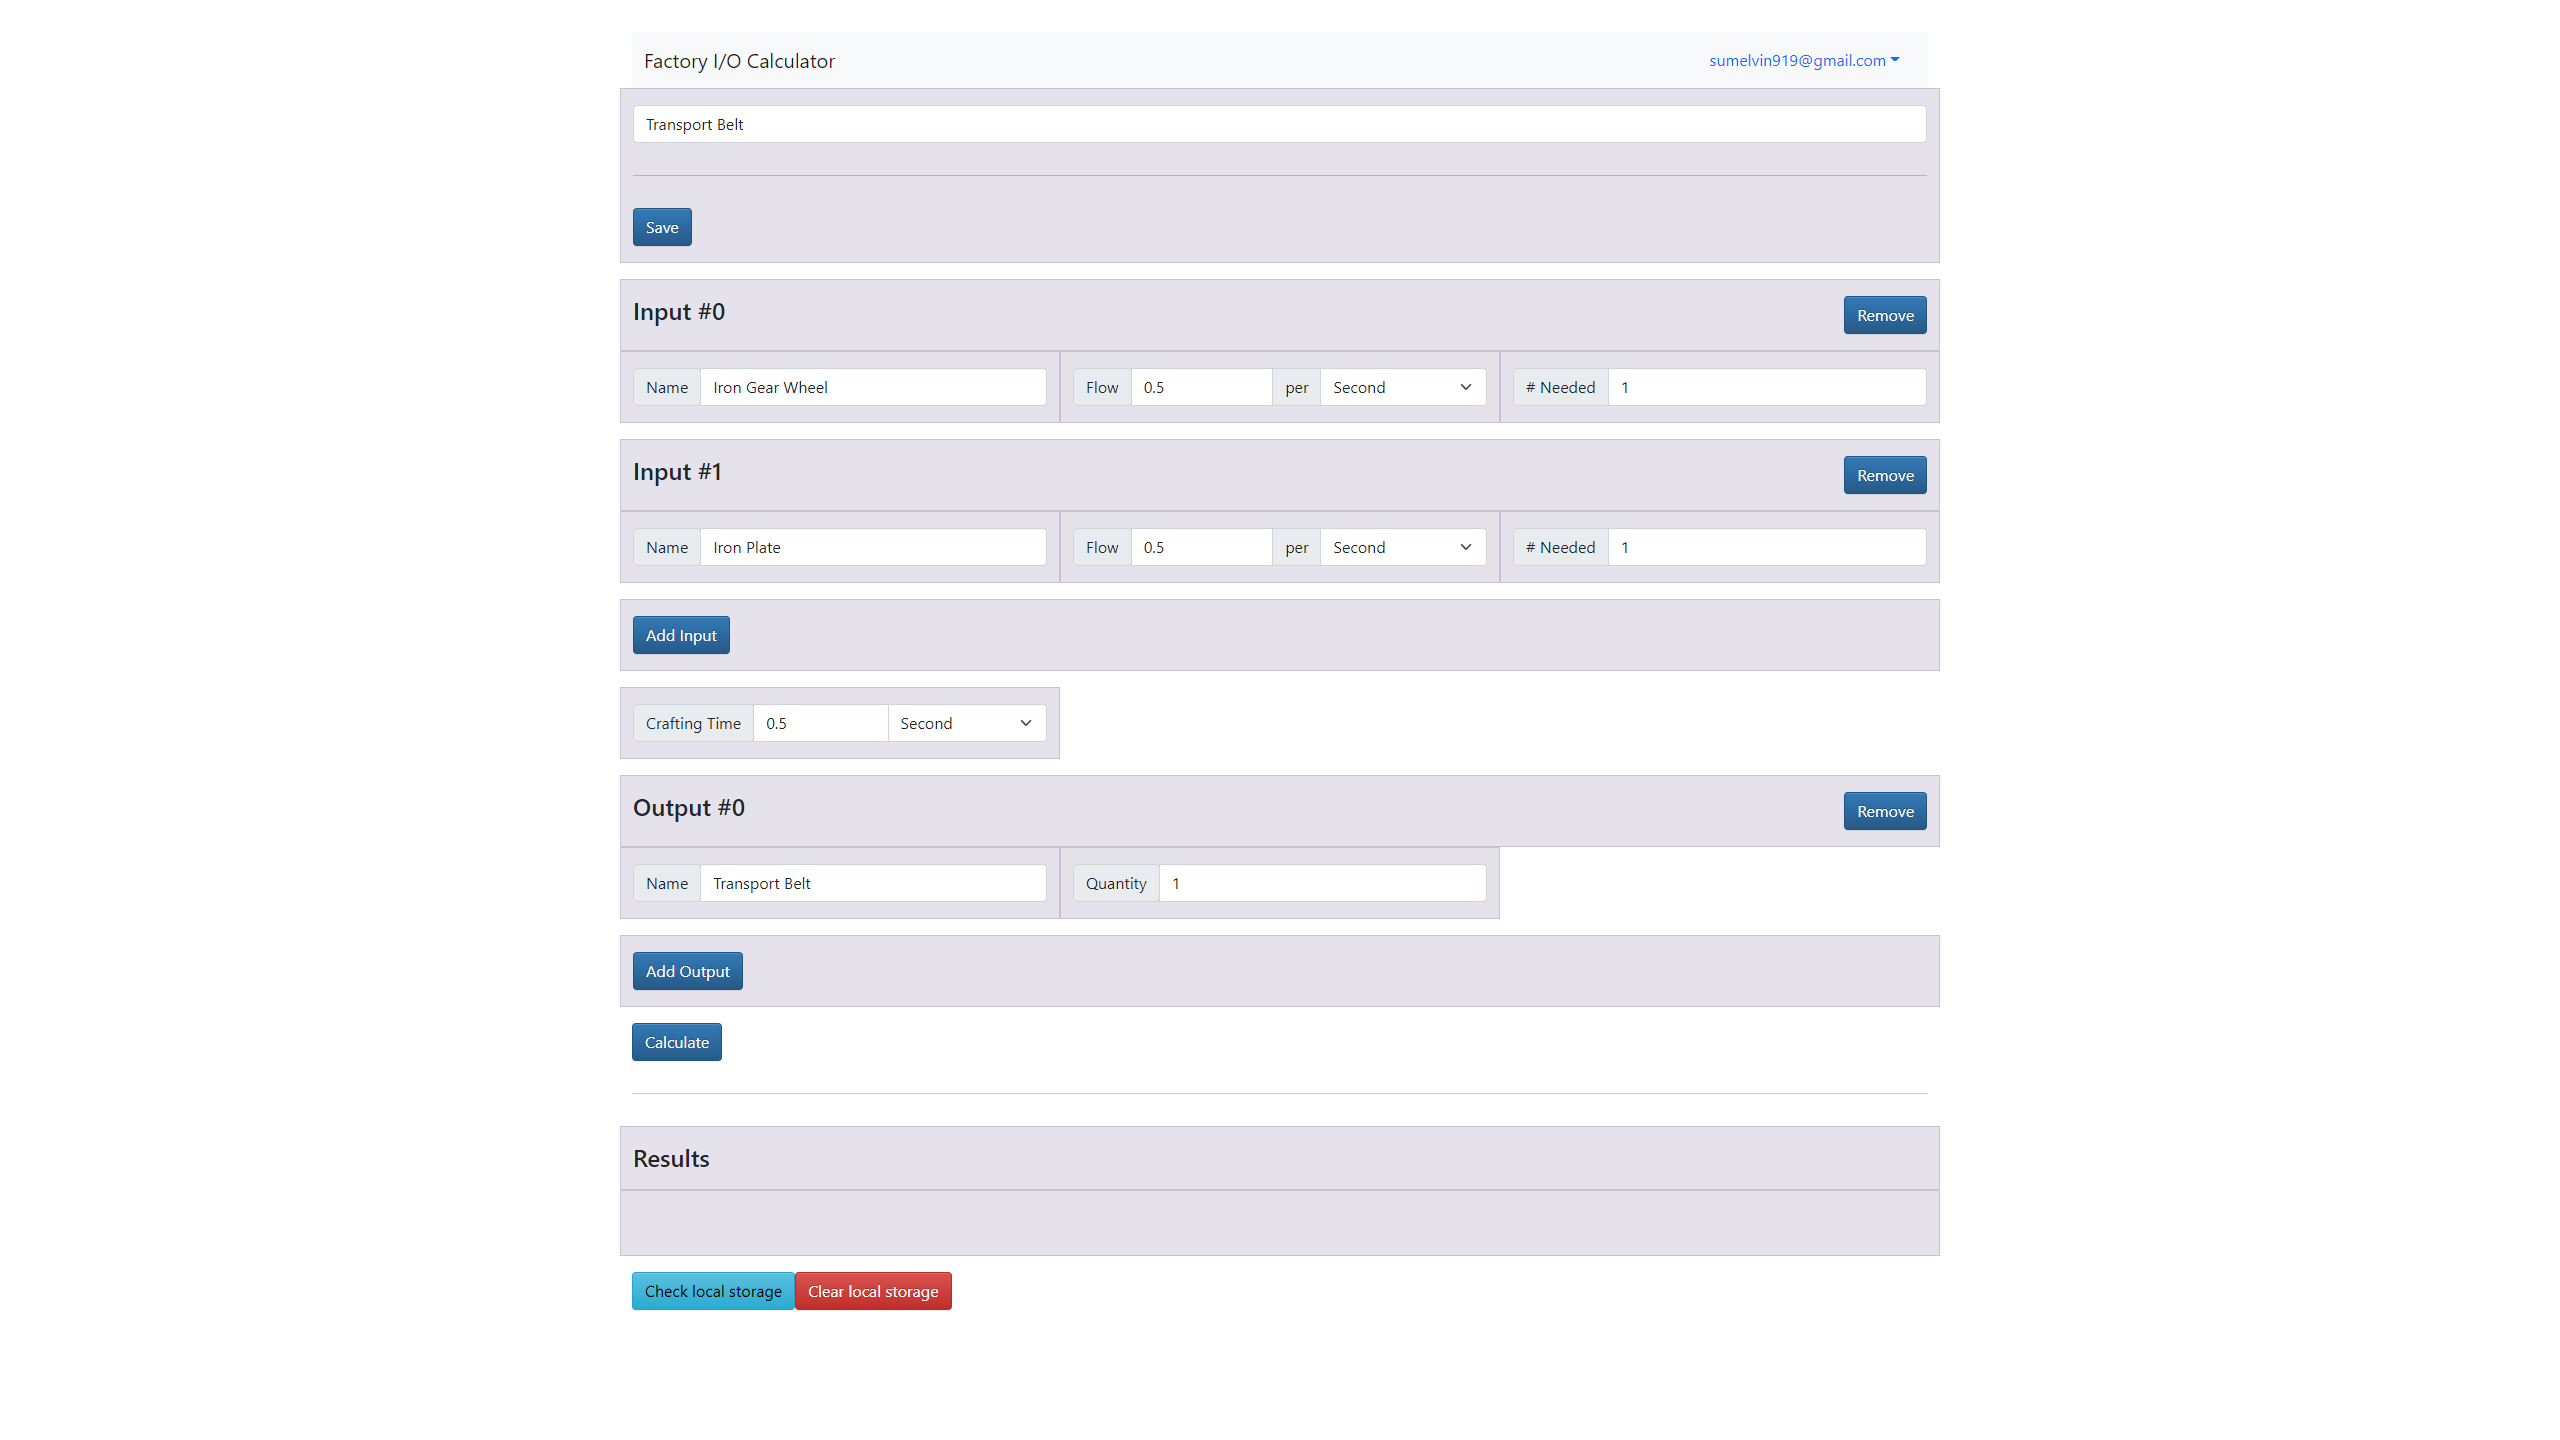 Factory I/O Calculator sumelvin919@gmail.com
Transport Belt
Save
Input #0 Remove
Name Iron Gear Wheel Flow 0.5 per Second # Needed 1
Input #1 Remove
Name Iron Plate Flow 0.5 per Second # Needed 1
Add Input
Crafting Time 0.5 Second
Output #0 Remove
Name Transport Belt Quantity 1
Add Output
Calculate
Results
Check local storage Clear local storage